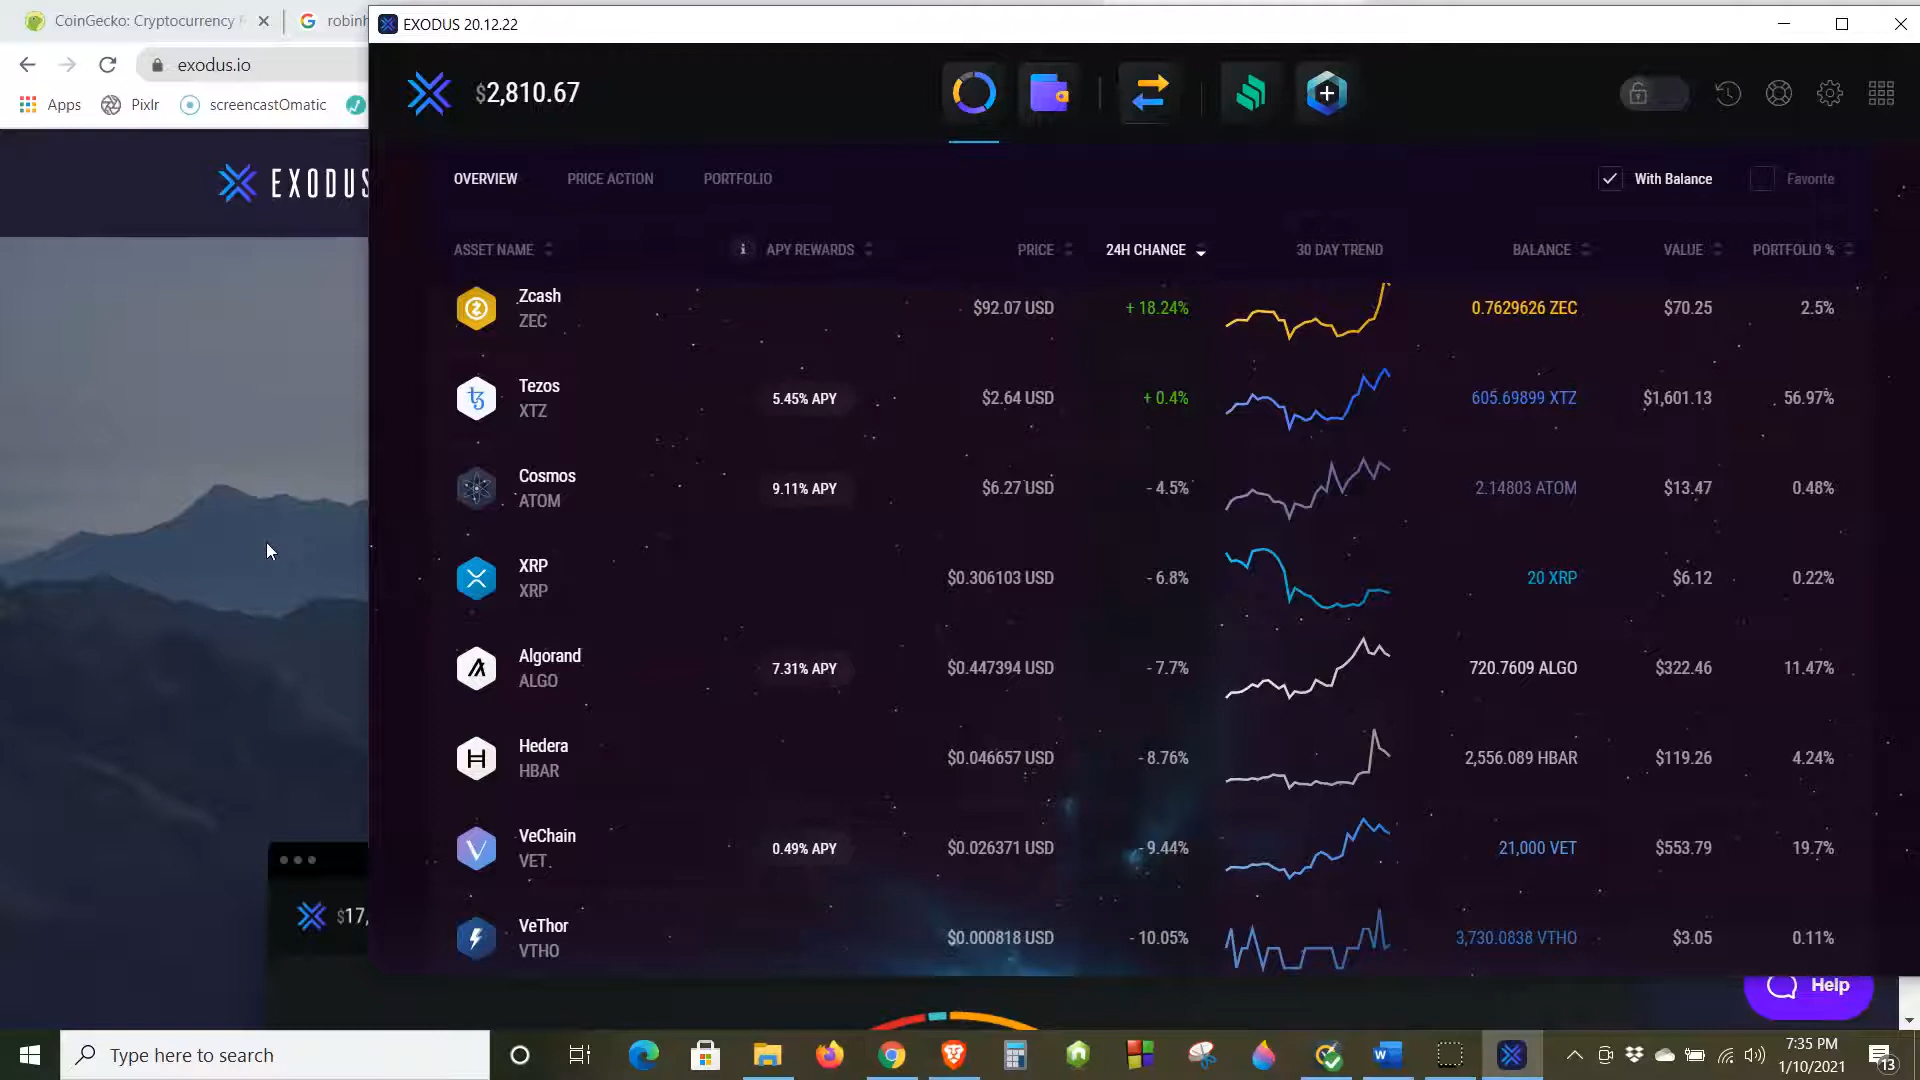 CoinGecko: Cryptocurrency
robinh
EXODUS 20.12.22
exodus.io
Apps
Pixlr
screencastOmatic
$2,810.67
EXODUS
OVERVIEW
PRICE ACTION
PORTFOLIO
With Balance
Favorite
ASSET NAME
APY REWARDS
PRICE
24H CHANGE
30 DAY TREND
BALANCE
VALUE
PORTFOLIO %
Zcash
ZEC
$92.07 USD
+ 18.24%
0.7629626 ZEC
$70.25
2.5%
Tezos
XTZ
5.45% APY
$2.64 USD
+ 0.4%
605.69899 XTZ
$1,601.13
56.97%
Cosmos
ATOM
9.11% APY
$6.27 USD
- 4.5%
2.14803 ATOM
$13.47
0.48%
XRP
XRP
$0.306103 USD
- 6.8%
20 XRP
$6.12
0.22%
Algorand
ALGO
7.31% APY
$0.447394 USD
- 7.7%
720.7609 ALGO
$322.46
11.47%
Hedera
HBAR
$0.046657 USD
- 8.76%
2,556.089 HBAR
$119.26
4.24%
VeChain
VET
0.49% APY
$0.026371 USD
- 9.44%
21,000 VET
$553.79
19.7%
VeThor
VTHO
$0.000818 USD
- 10.05%
3,730.0838 VTHO
$3.05
0.11%
$17,
Help
Type here to search
7:35 PM
1/10/2021
13